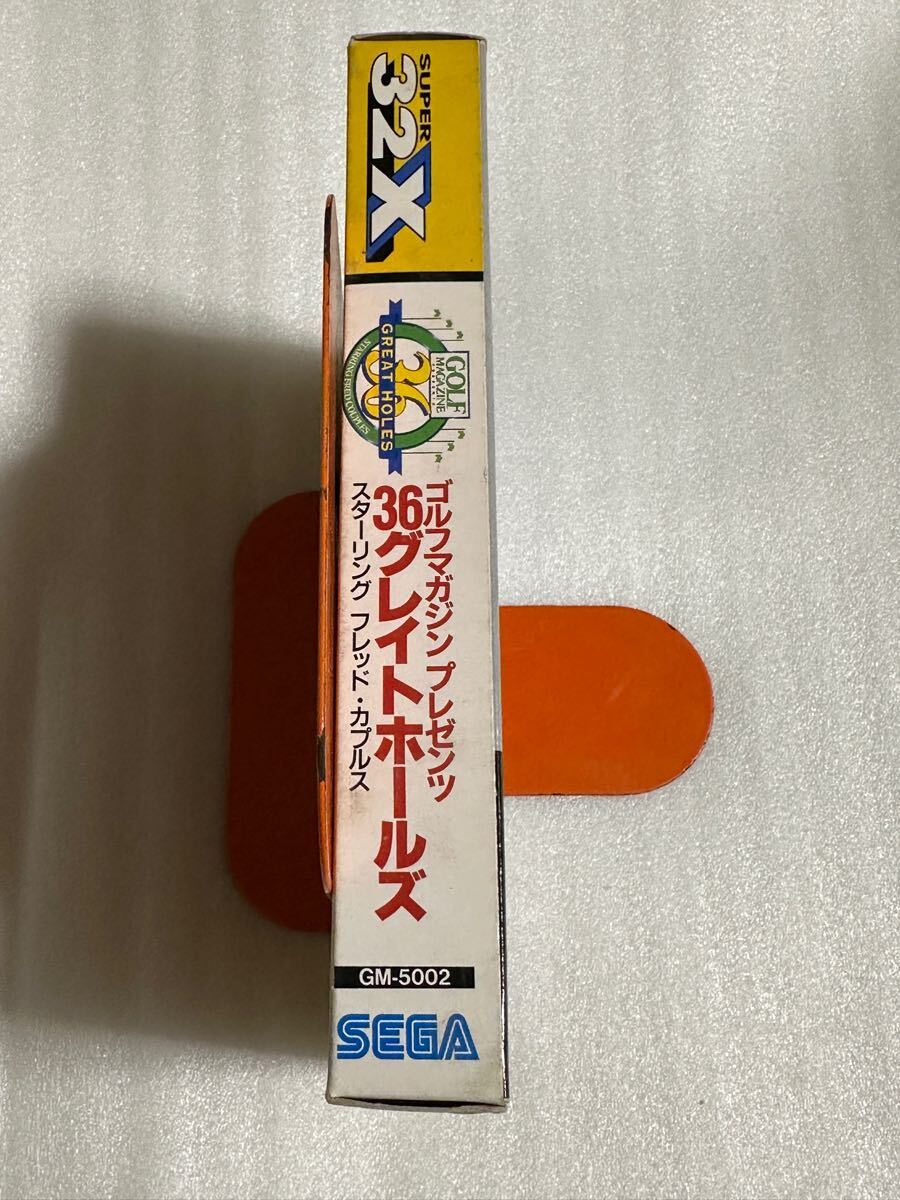 SUPER
32X
GOLF
MAGAZINE
PRESENTS
36
GREAT HOLES
STARRING FRED COUPLES
ゴルフマガジン プレゼンツ
36グレイトホールズ
スターリング フレッド・カプルス
GM-5002
SEGA